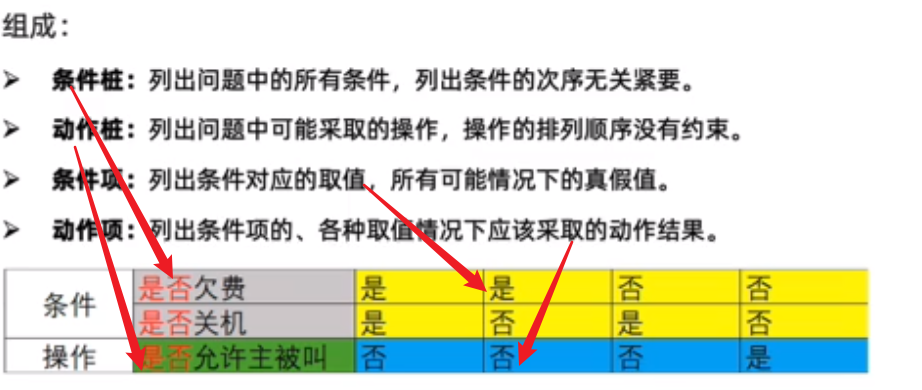 组成：
➢ 条件桩：列出问题中的所有条件，列出条件的次序无关紧要。
➢ 动作桩：列出问题中可能采取的操作，操作的排列顺序没有约束。
➢ 条件项：列出条件对应的取值，所有可能情况下的真假值。
➢ 动作项：列出条件项的、各种取值情况下应该采取的动作结果。
条件 是否欠费 是 是 否 否
是否关机 是 否 是 否
操作 是否允许主被叫 否 否 否 是